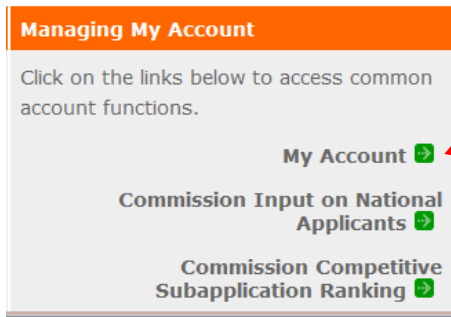 Managing My Account
Click on the links below to access common
account functions.
My Account
Commission Input on National
Applicants
Commission Competitive
Subapplication Ranking